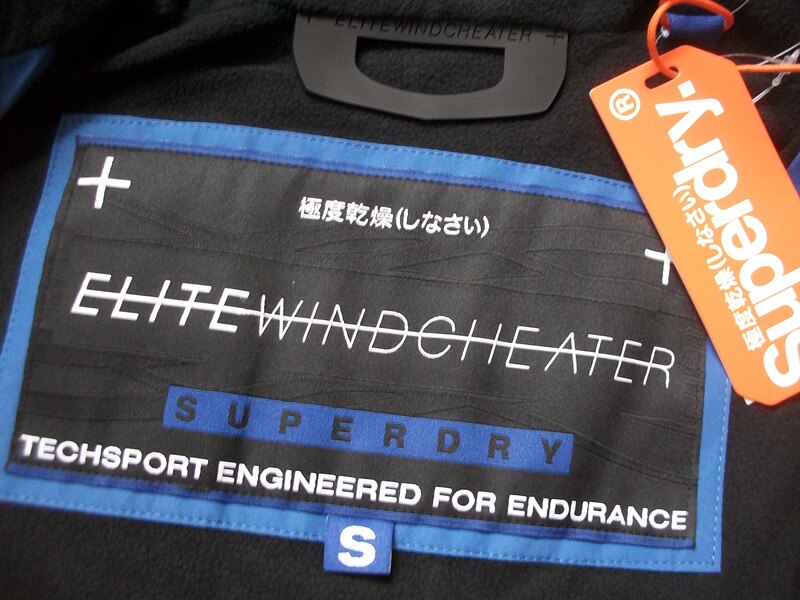 ELITEWINDCHEATER
極度乾燥(しなさい)
ELITEWINDCHEATER
SUPERDRY
TECHSPORT ENGINEERED FOR ENDURANCE
S
Superdry.®
極度乾燥(しなさい)